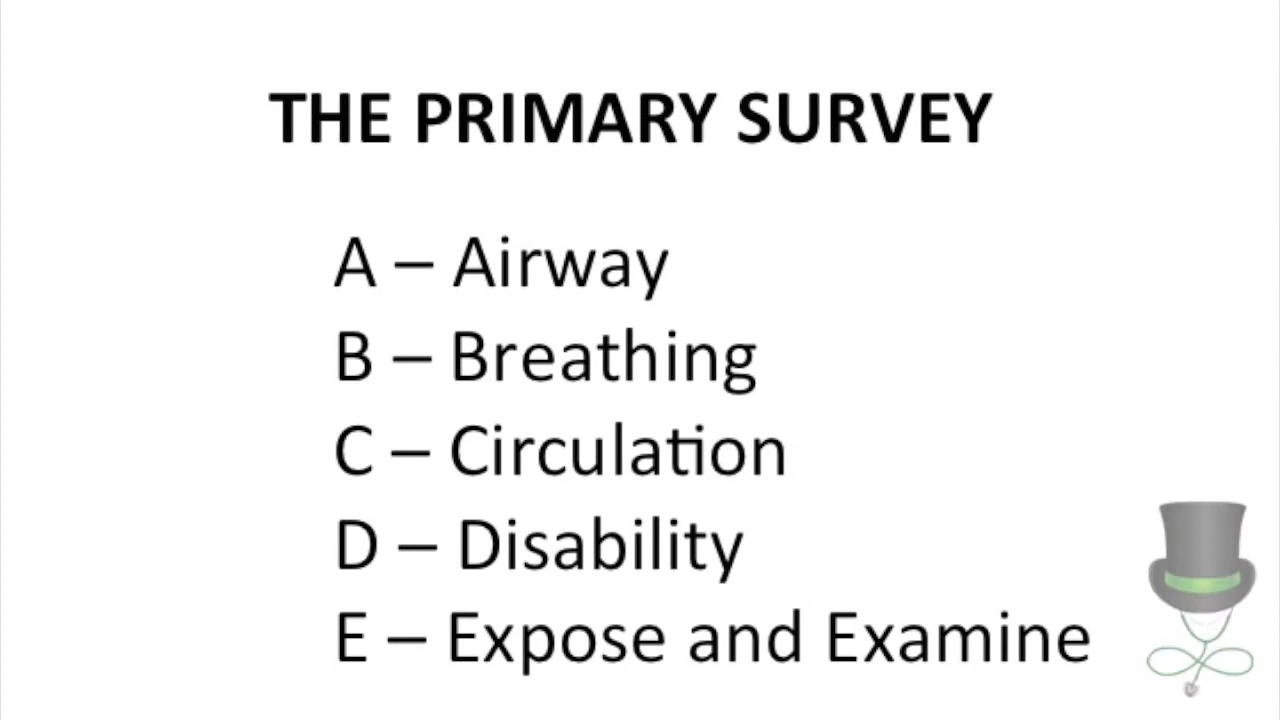 THE PRIMARY SURVEY
A – Airway
B – Breathing
C – Circulation
D – Disability
E – Expose and Examine